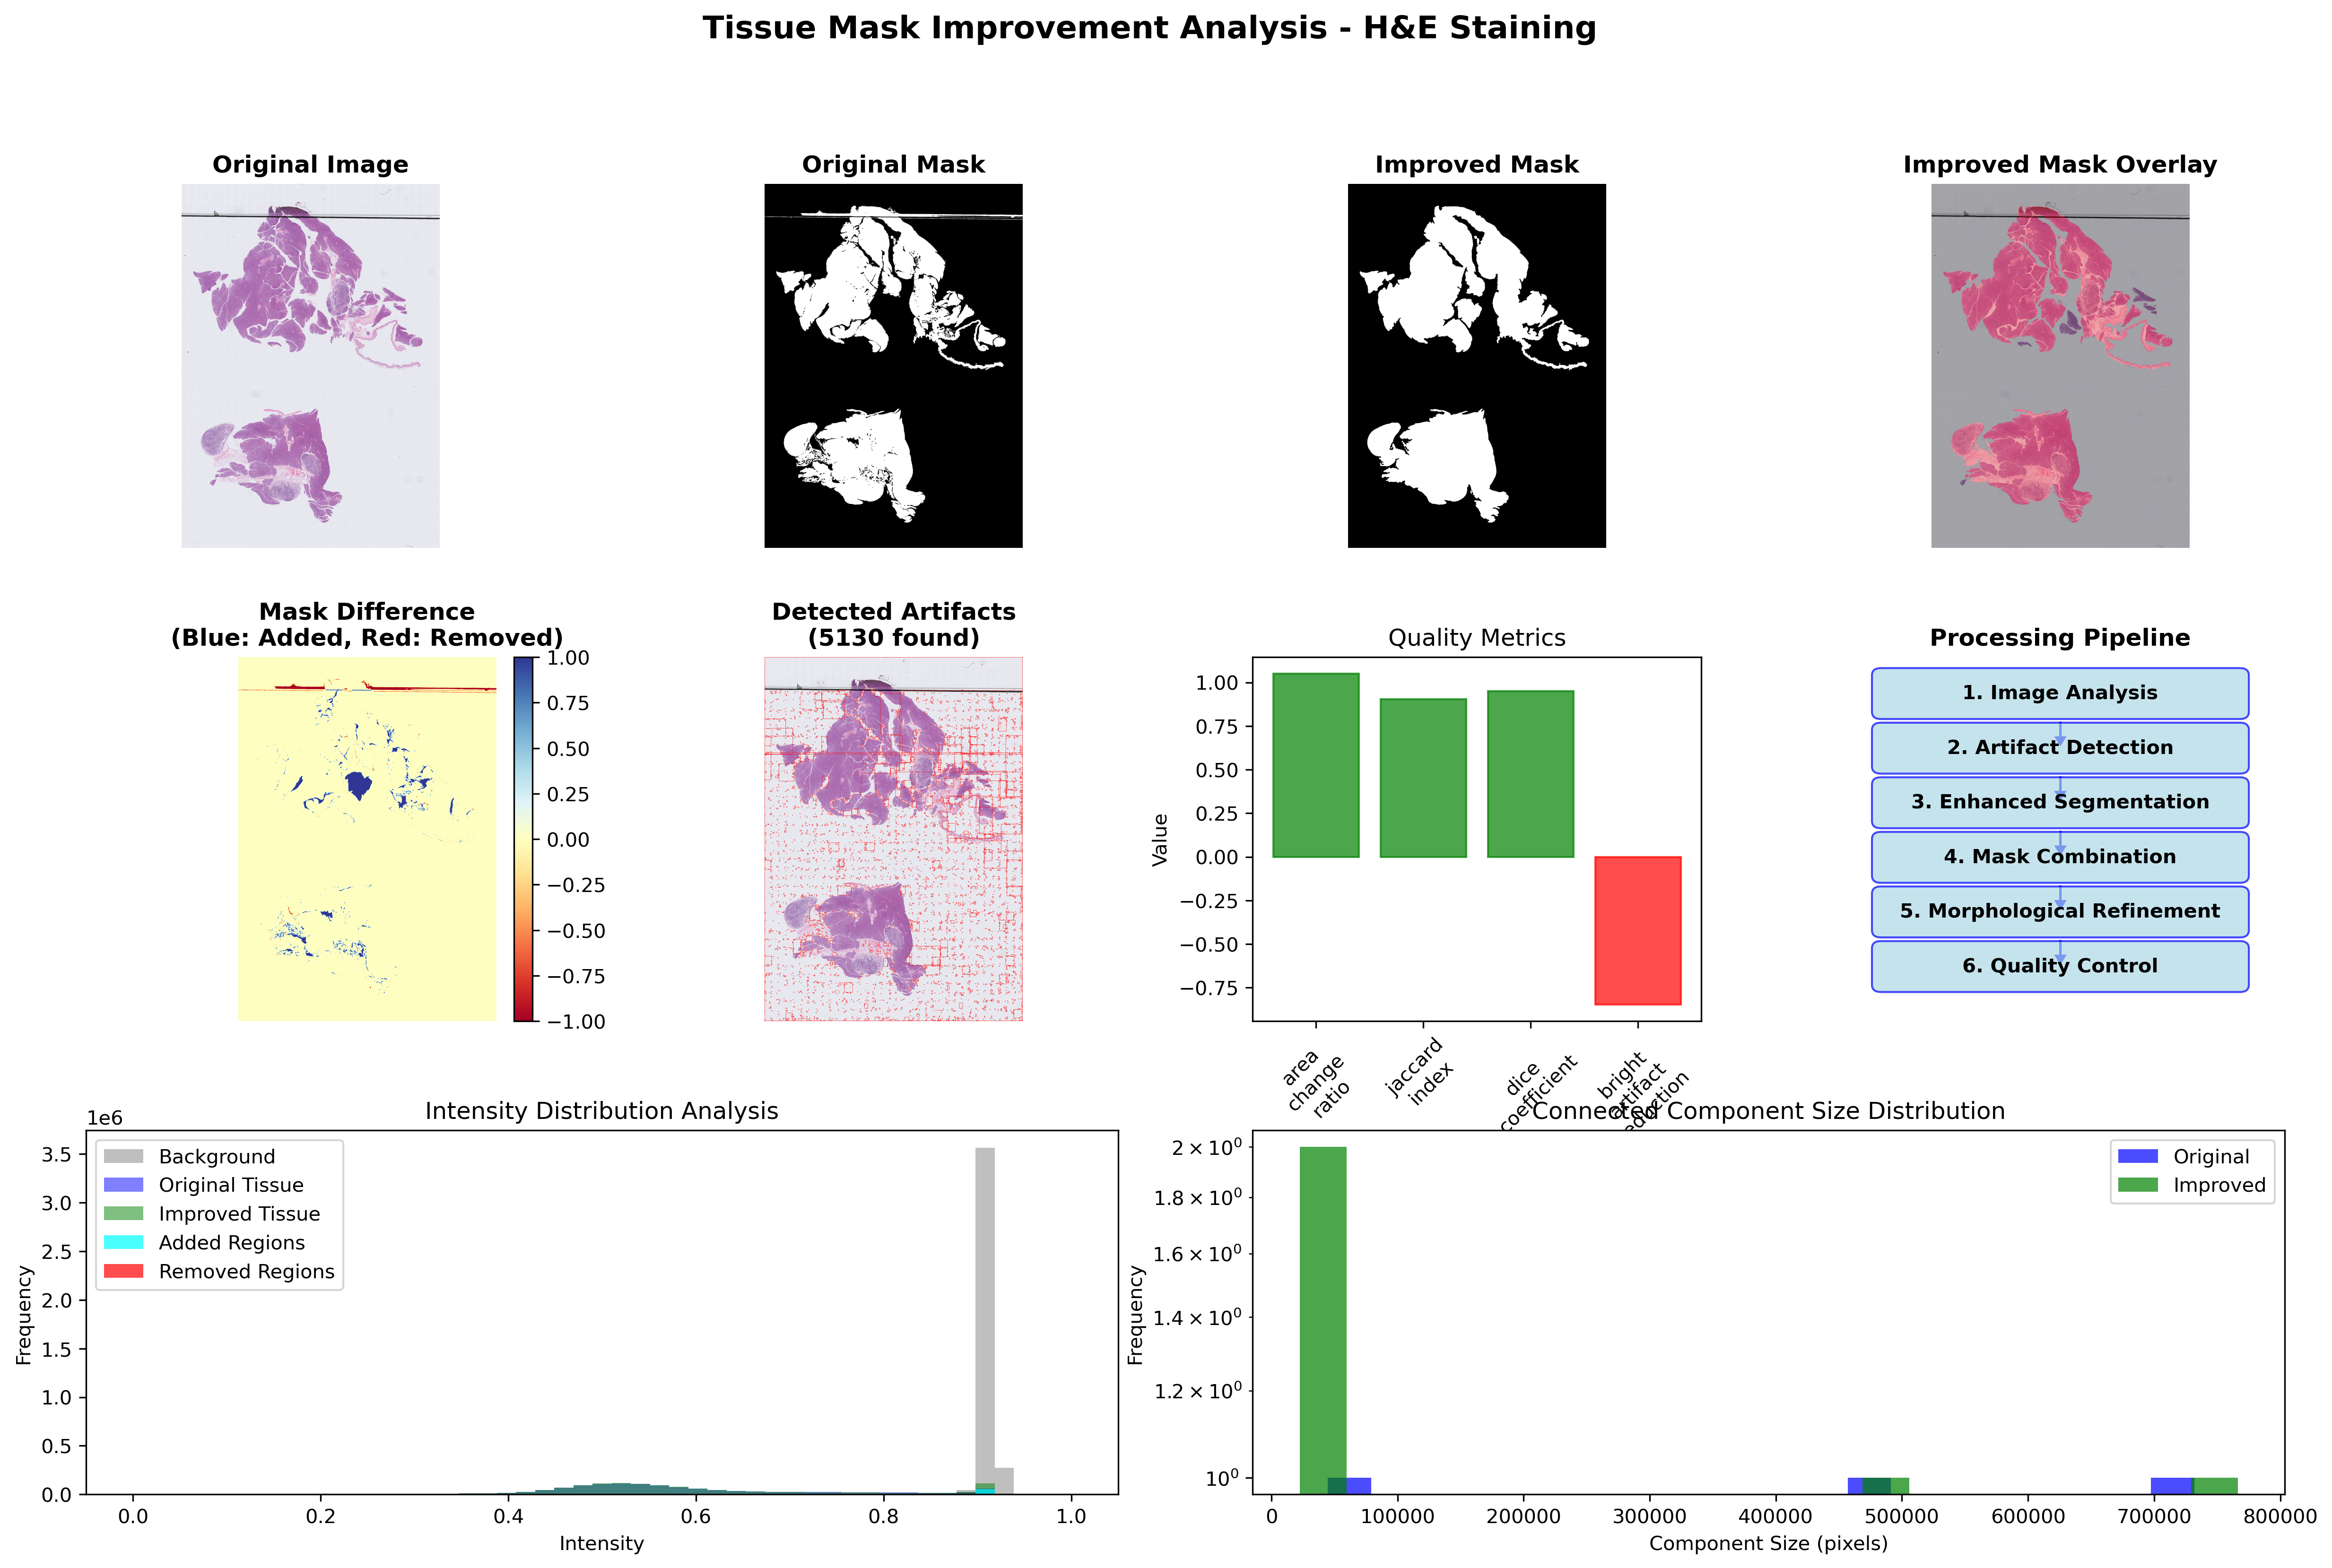 Tissue Mask Improvement Analysis - H&E Staining
Original Image
Original Mask
Improved Mask
Improved Mask Overlay
Mask Difference
(Blue: Added, Red: Removed)
1.00
0.75
0.50
0.25
0.00
−0.25
−0.50
−0.75
−1.00
Detected Artifacts
(5130 found)
Quality Metrics
Value
1.00
0.75
0.50
0.25
0.00
−0.25
−0.50
−0.75
area
change
ratio
jaccard
index
dice
coefficient
bright
artifact
Processing Pipeline
1. Image Analysis
2. Artifact Detection
3. Enhanced Segmentation
4. Mask Combination
5. Morphological Refinement
6. Quality Control
Intensity Distribution Analysis
1e6
Frequency
3.5
3.0
2.5
2.0
1.5
1.0
0.5
0.0
Background
Original Tissue
Improved Tissue
Added Regions
Removed Regions
0.0 0.2 0.4 0.6 0.8 1.0
Intensity
Connected Component Size Distribution
Frequency
2 × 10⁰
1.8 × 10⁰
1.6 × 10⁰
1.4 × 10⁰
1.2 × 10⁰
10⁰
Original
Improved
0 100000 200000 300000 400000 500000 600000 700000 800000
Component Size (pixels)